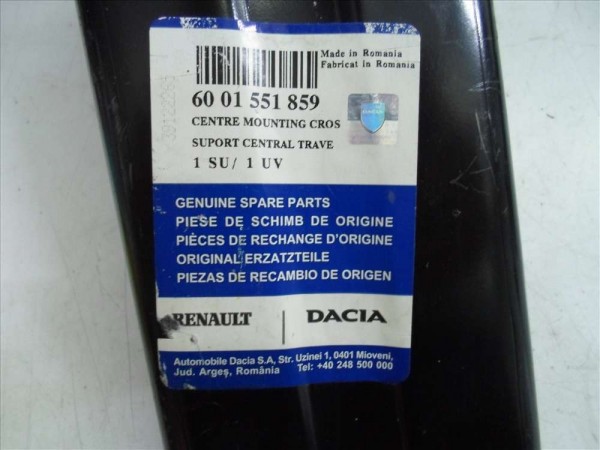 Made in Romania
Fabricat in Romania
60 01 551 859
CENTRE MOUNTING CROS
SUPORT CENTRAL TRAVE
1 SU/ 1 UV
GENUINE SPARE PARTS
PIESE DE SCHIMB DE ORIGINE
PIÈCES DE RECHANGE D'ORIGINE
ORIGINAL ERZATZTEILE
PIEZAS DE RECAMBIO DE ORIGEN
RENAULT | DACIA
Automobile Dacia S.A, Str. Uzinei 1, 0401 Mioveni,
Jud. Argeş, România Tel: +40 248 500 000